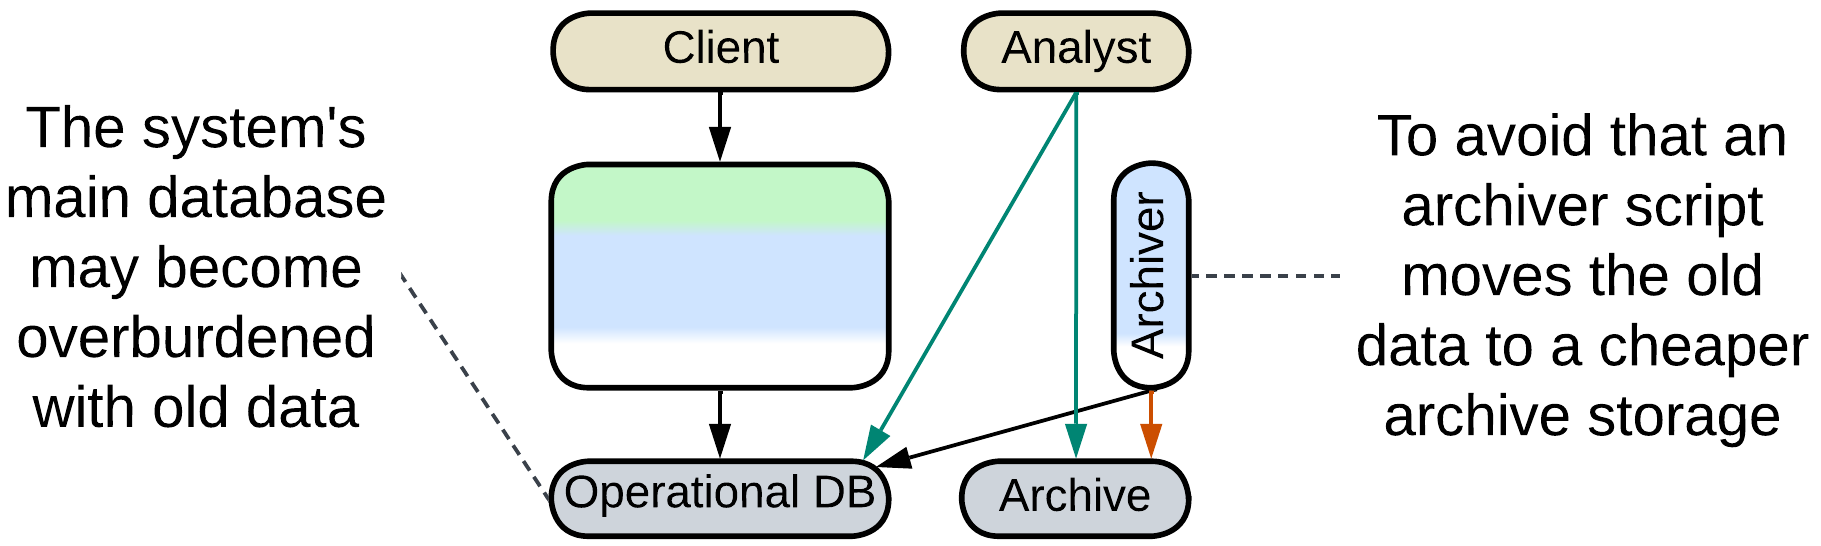 Client
Analyst
The system's
main database
may become
overburdened
with old data
Archiver
To avoid that an
archiver script
moves the old
data to a cheaper
archive storage
Operational DB
Archive